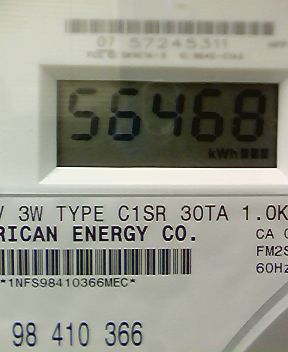 07 57245311
56468
kWh
V 3W TYPE C1SR 30TA 1.0K
RICAN ENERGY CO.
CA
FM2S
60Hz
*1NFS98410366MEC*
98 410 366